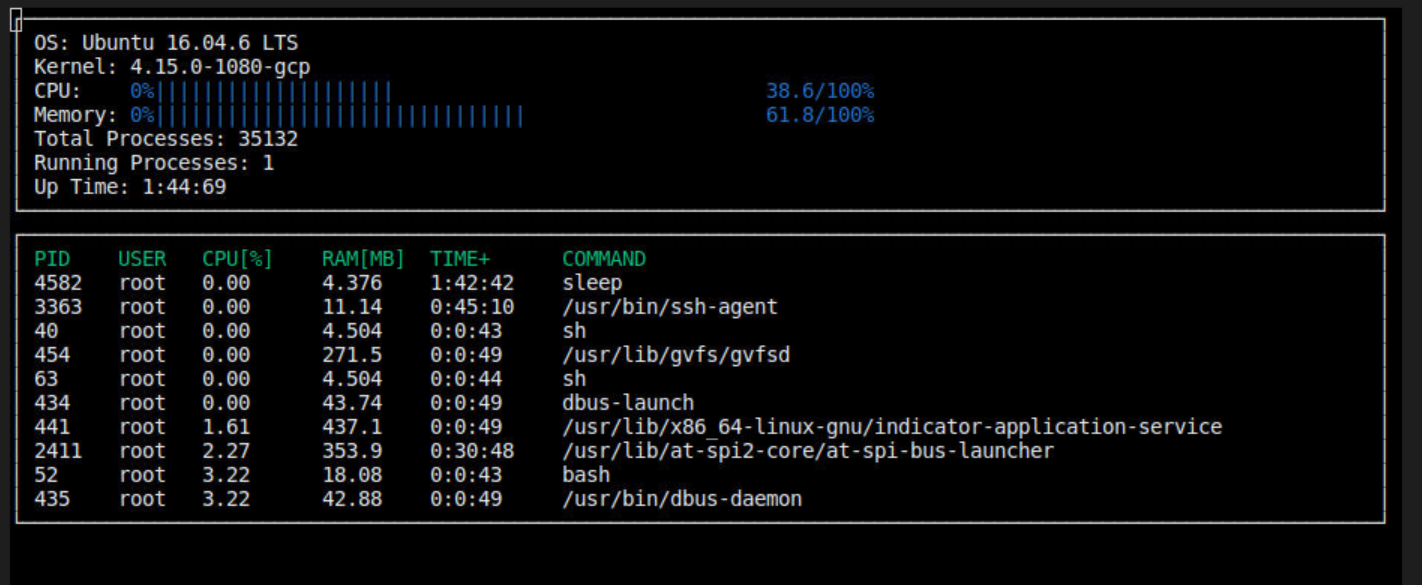 OS: Ubuntu 16.04.6 LTS
Kernel: 4.15.0-1080-gcp
CPU: 0%|||||||||||||||||||| 38.6/100%
Memory: 0%||||||||||||||||||||||||||||||| 61.8/100%
Total Processes: 35132
Running Processes: 1
Up Time: 1:44:69
PID USER CPU[%] RAM[MB] TIME+ COMMAND
4582 root 0.00 4.376 1:42:42 sleep
3363 root 0.00 11.14 0:45:10 /usr/bin/ssh-agent
40 root 0.00 4.504 0:0:43 sh
454 root 0.00 271.5 0:0:49 /usr/lib/gvfs/gvfsd
63 root 0.00 4.504 0:0:44 sh
434 root 0.00 43.74 0:0:49 dbus-launch
441 root 1.61 437.1 0:0:49 /usr/lib/x86_64-linux-gnu/indicator-application-service
2411 root 2.27 353.9 0:30:48 /usr/lib/at-spi2-core/at-spi-bus-launcher
52 root 3.22 18.08 0:0:43 bash
435 root 3.22 42.88 0:0:49 /usr/bin/dbus-daemon